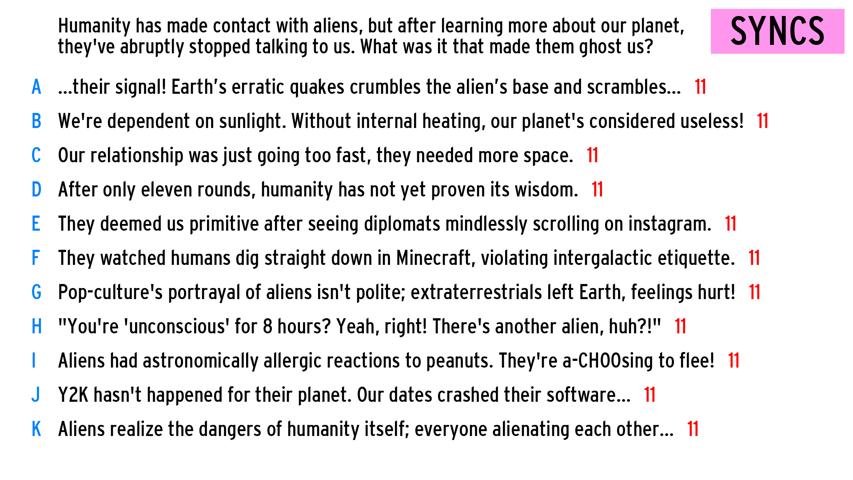 Humanity has made contact with aliens, but after learning more about our planet,
they've abruptly stopped talking to us. What was it that made them ghost us?
SYNCS
A ...their signal! Earth's erratic quakes crumbles the alien's base and scrambles... 11
B We're dependent on sunlight. Without internal heating, our planet's considered useless! 11
C Our relationship was just going too fast, they needed more space. 11
D After only eleven rounds, humanity has not yet proven its wisdom. 11
E They deemed us primitive after seeing diplomats mindlessly scrolling on instagram. 11
F They watched humans dig straight down in Minecraft, violating intergalactic etiquette. 11
G Pop-culture's portrayal of aliens isn't polite; extraterrestrials left Earth, feelings hurt! 11
H "You're 'unconscious' for 8 hours? Yeah, right! There's another alien, huh?!" 11
I Aliens had astronomically allergic reactions to peanuts. They're a-CHOOsing to flee! 11
J Y2K hasn't happened for their planet. Our dates crashed their software... 11
K Aliens realize the dangers of humanity itself; everyone alienating each other... 11